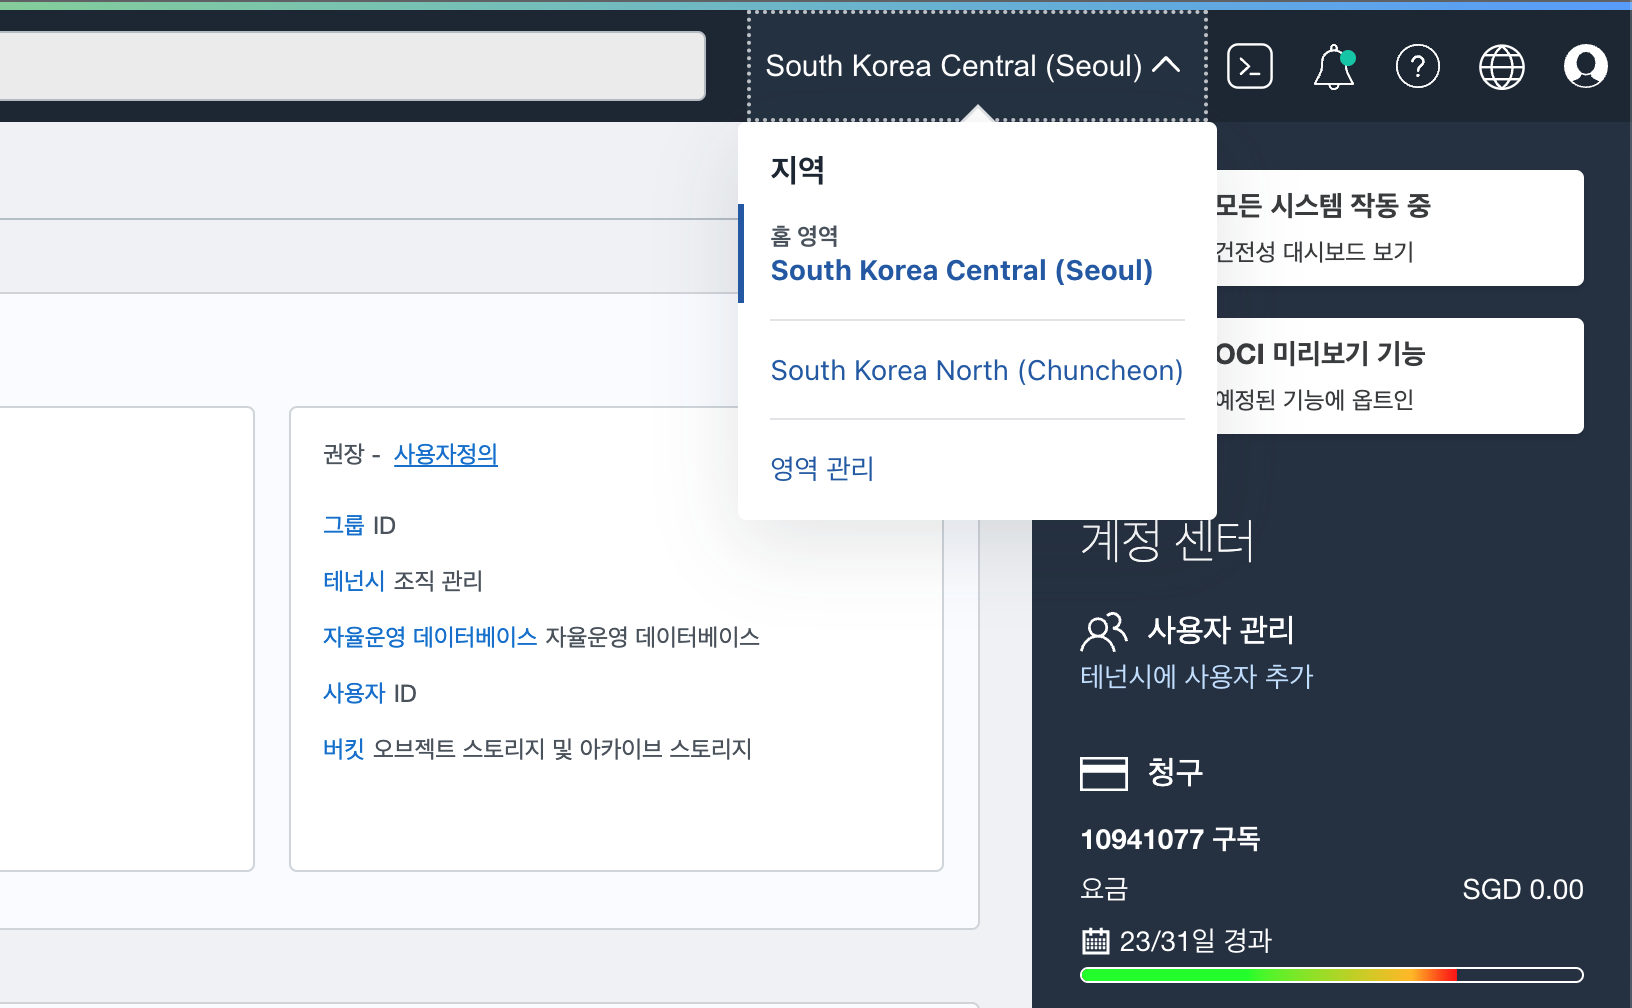 South Korea Central (Seoul)
지역
홈 영역
South Korea Central (Seoul)
South Korea North (Chuncheon)
영역 관리
모든 시스템 작동 중
건전성 대시보드 보기
OCI 미리보기 기능
예정된 기능에 옵트인
권장 - 사용자정의
그룹 ID
테넌시 조직 관리
자율운영 데이터베이스 자율운영 데이터베이스
사용자 ID
버킷 오브젝트 스토리지 및 아카이브 스토리지
계정 센터
사용자 관리
테넌시에 사용자 추가
청구
10941077 구독
요금 SGD 0.00
23/31일 경과